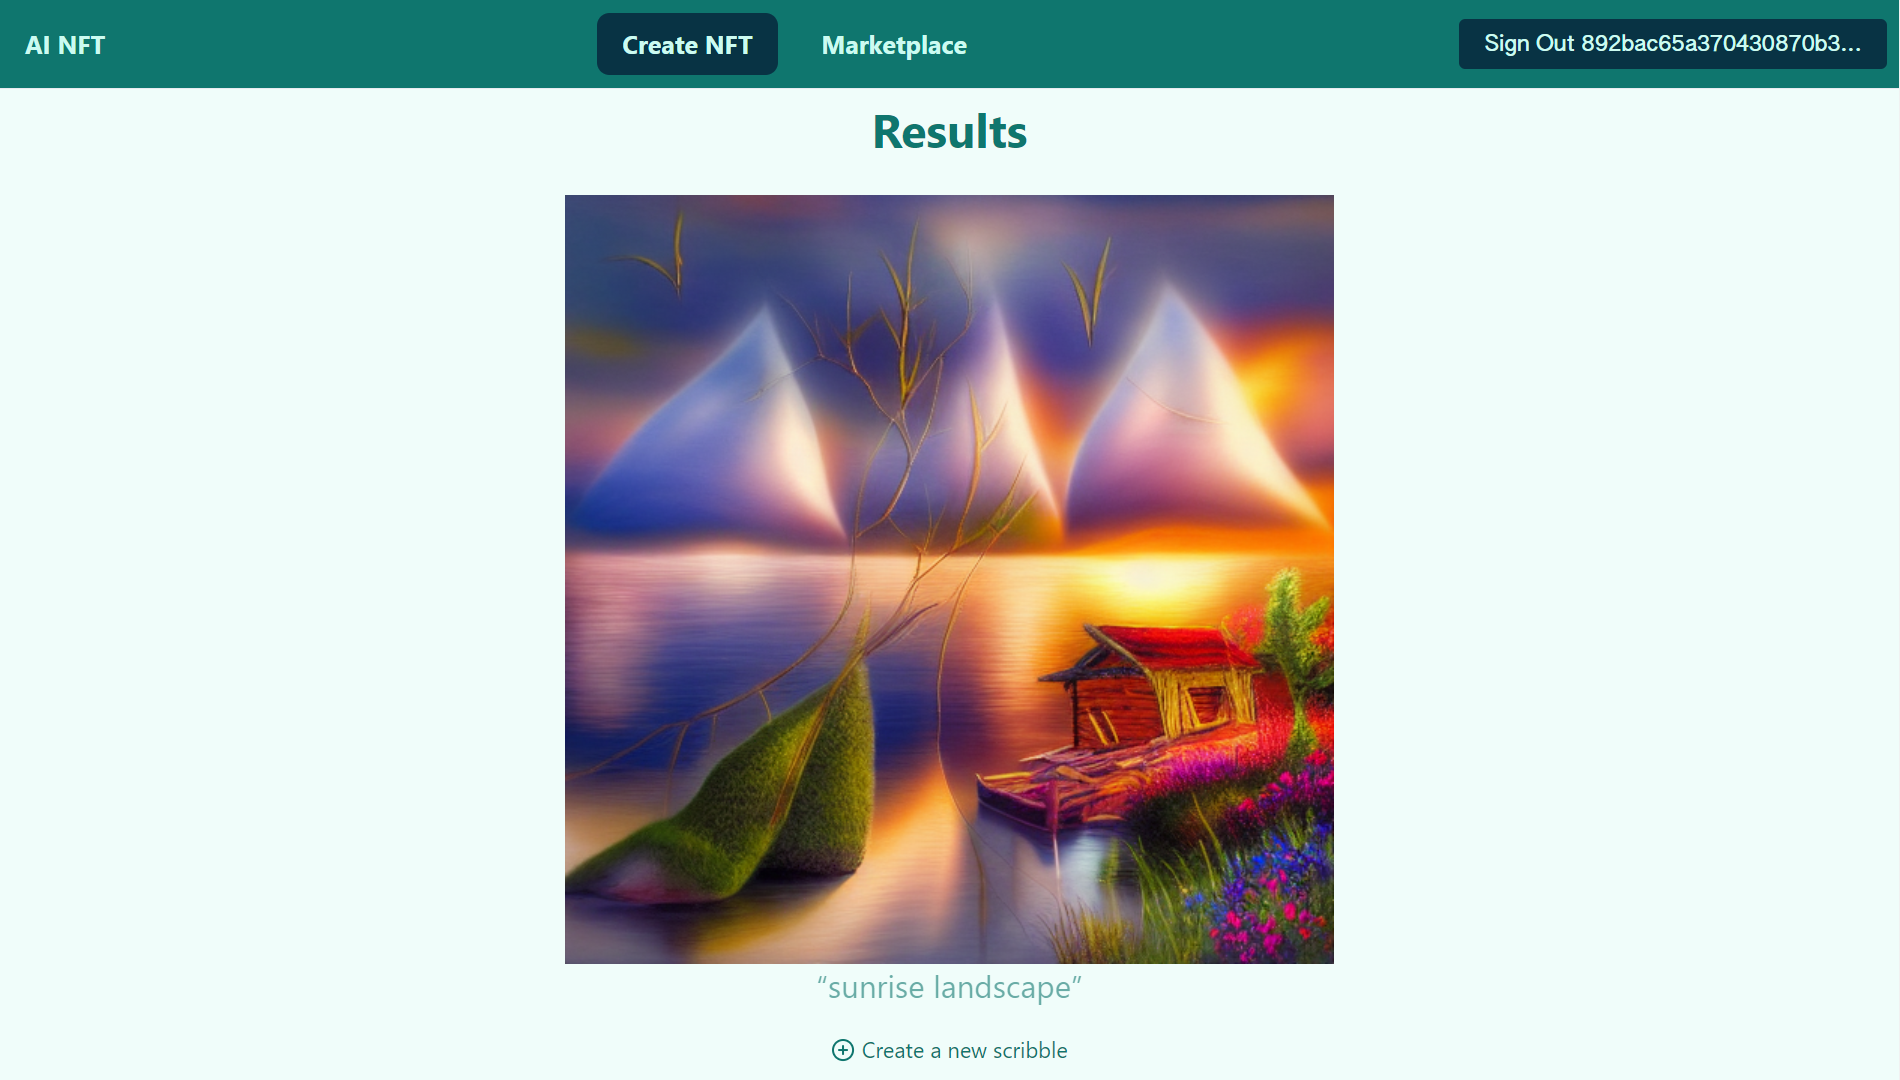 AI NFT
Create NFT
Marketplace
Sign Out 892bac65a370430870b3...
Results
“sunrise landscape”
Create a new scribble